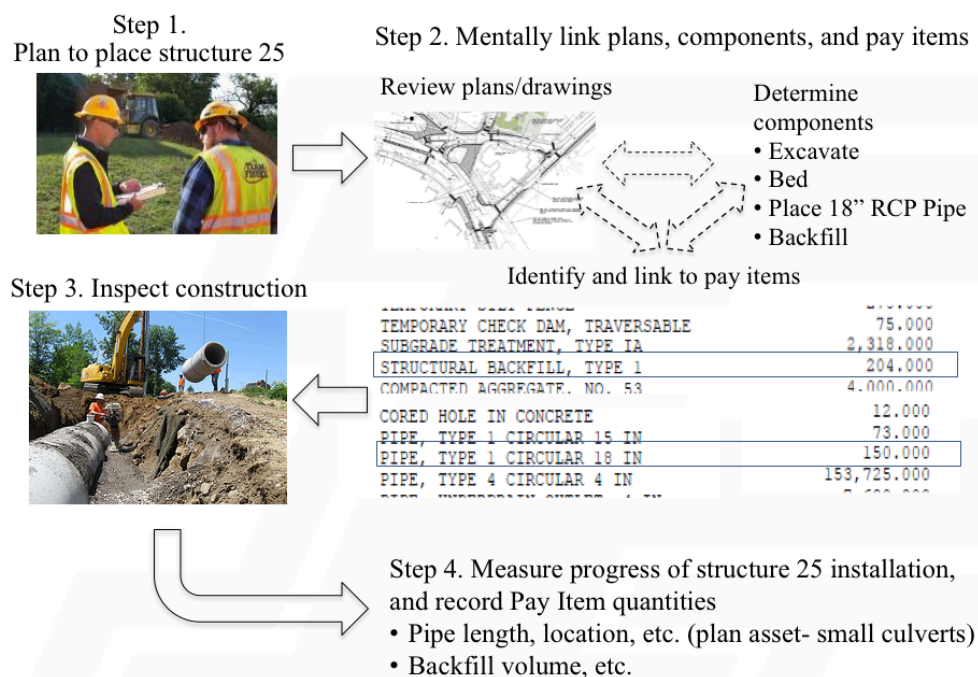 Step 1.
Plan to place structure 25
Step 2. Mentally link plans, components, and pay items
Review plans/drawings
Determine
components
• Excavate
• Bed
• Place 18” RCP Pipe
• Backfill
Identify and link to pay items
TEMPORARY CHECK DAM, TRAVERSABLE 75.000
SUBGRADE TREATMENT, TYPE IA 2,318.000
STRUCTURAL BACKFILL, TYPE 1 204.000
COMPACTED AGGREGATE, NO. 53 4,000.000
CORED HOLE IN CONCRETE 12.000
PIPE, TYPE 1 CIRCULAR 15 IN 73.000
PIPE, TYPE 1 CIRCULAR 18 IN 150.000
PIPE, TYPE 4 CIRCULAR 4 IN 153,725.000
Step 3. Inspect construction
Step 4. Measure progress of structure 25 installation,
and record Pay Item quantities
• Pipe length, location, etc. (plan asset- small culverts)
• Backfill volume, etc.